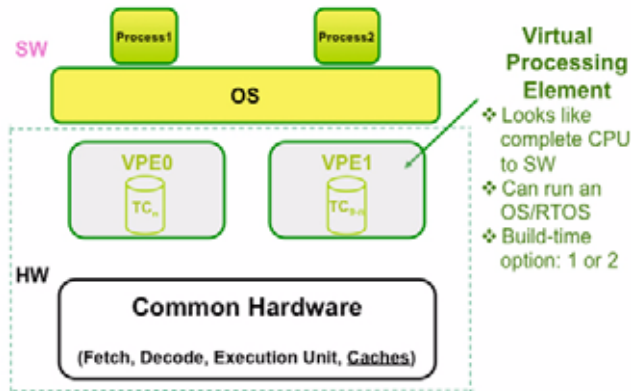 Process1
Process2
SW
OS
VPE0
VPE1
TCn
HW
Common Hardware
(Fetch, Decode, Execution Unit, Caches)
Virtual
Processing
Element
❖ Looks like
complete CPU
to SW
❖ Can run an
OS/RTOS
❖ Build-time
option: 1 or 2